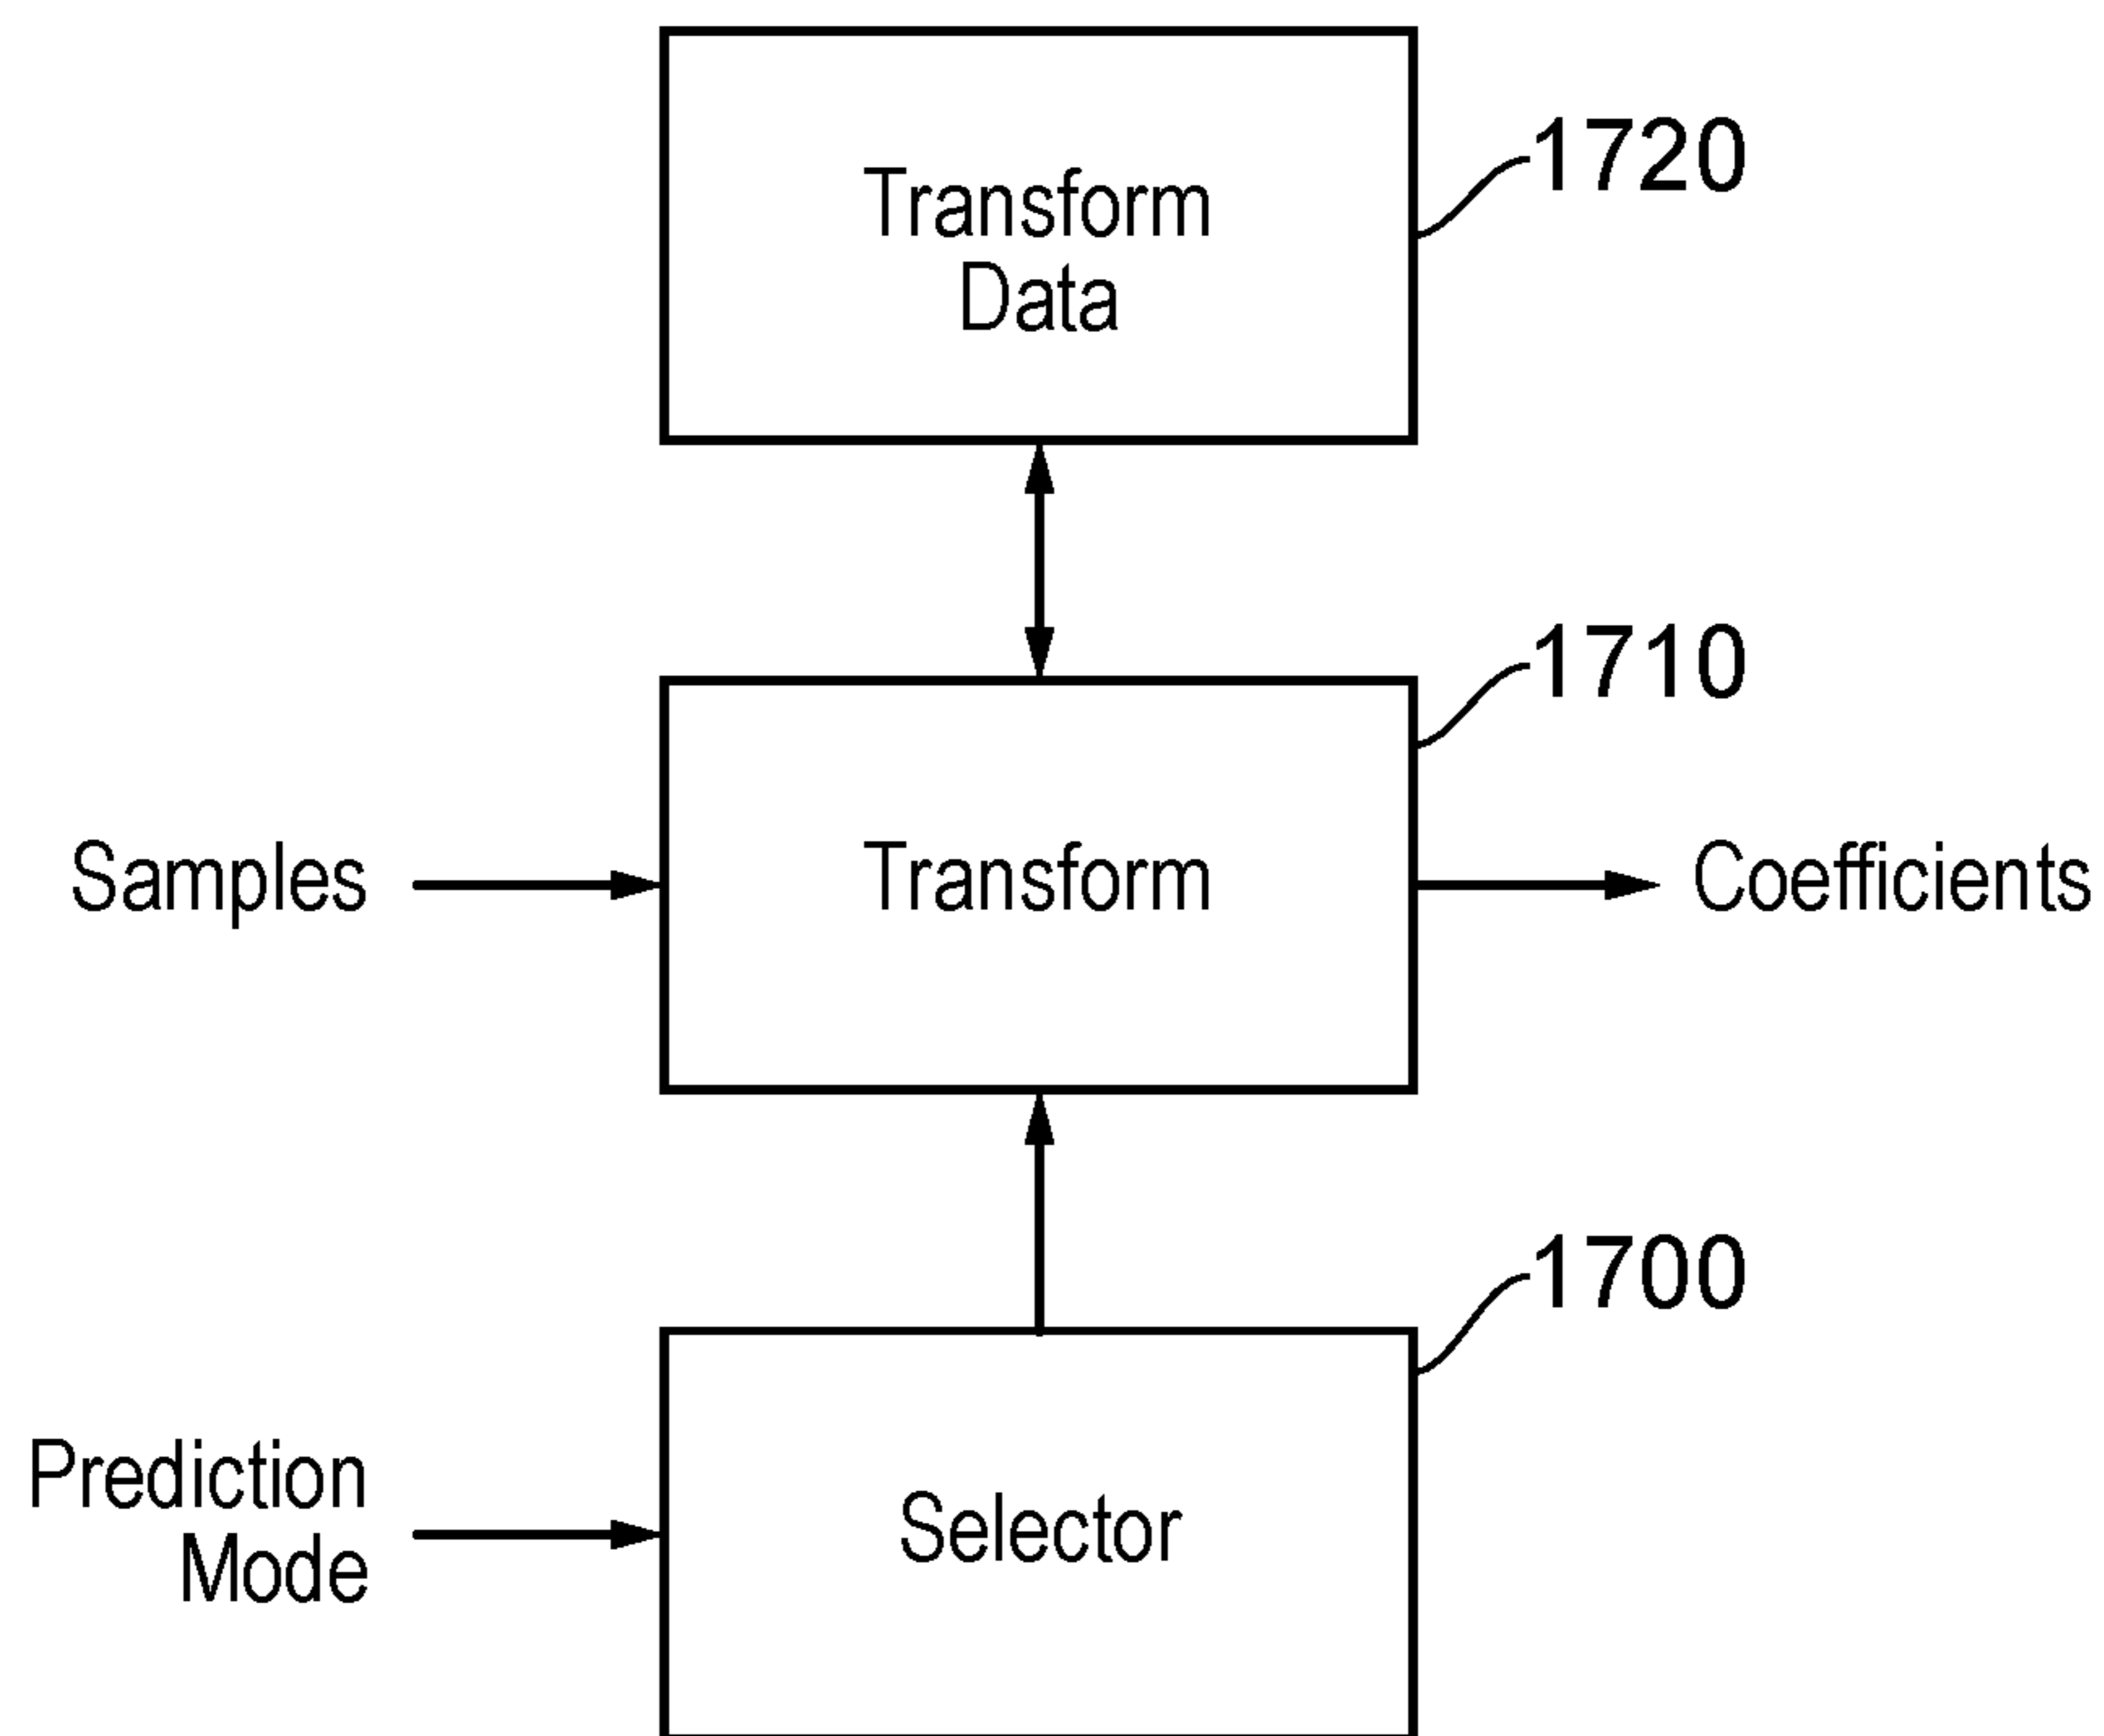 Transform
Data
1720
1710
Samples
Transform
Coefficients
1700
Prediction
Mode
Selector